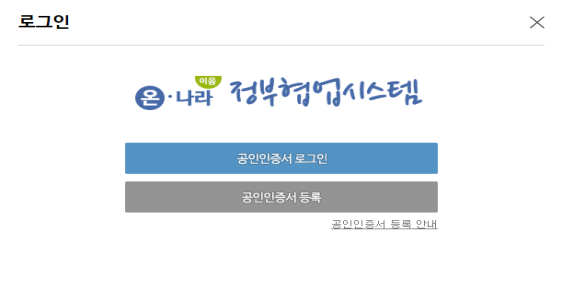 로그인
온·나라 이음 정부협업시스템
공인인증서 로그인
공인인증서 등록
공인인증서 등록 안내